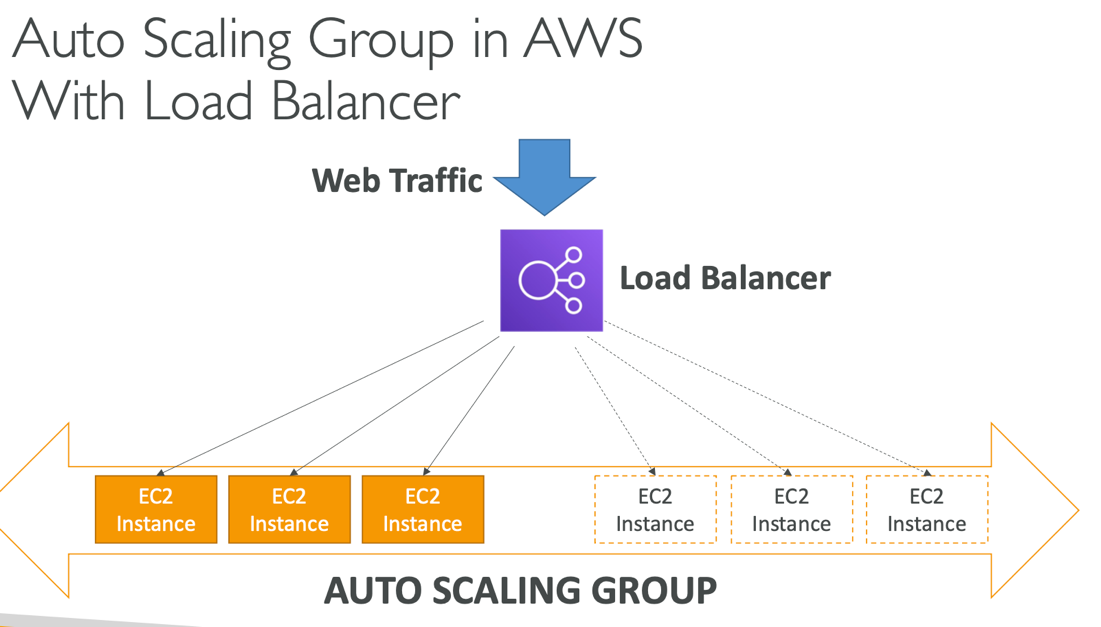 Auto Scaling Group in AWS
With Load Balancer
Web Traffic
Load Balancer
EC2
Instance
EC2
Instance
EC2
Instance
EC2
Instance
EC2
Instance
EC2
Instance
AUTO SCALING GROUP